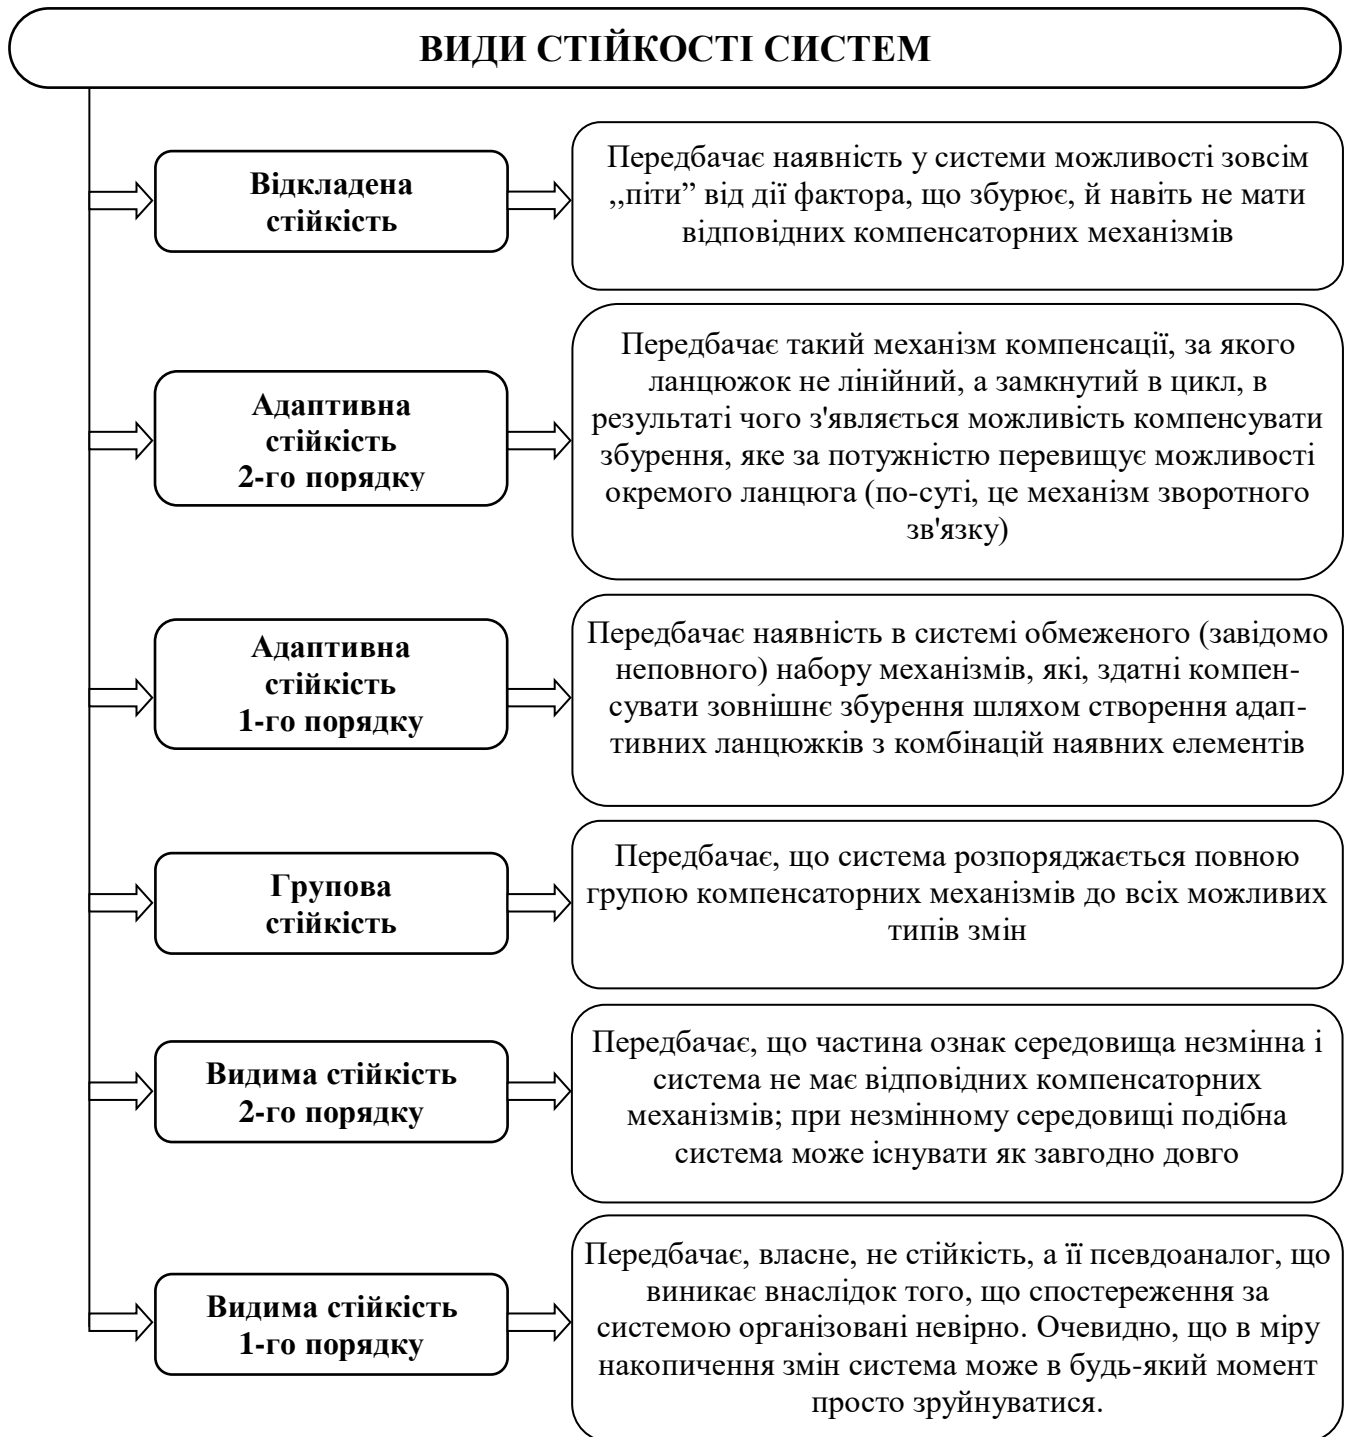 ВИДИ СТІЙКОСТІ СИСТЕМ
Відкладена
стійкість
Передбачає наявність у системи можливості зовсім
,,піти” від дії фактора, що збурює, й навіть не мати
відповідних компенсаторних механізмів
Адаптивна
стійкість
2-го порядку
Передбачає такий механізм компенсації, за якого
ланцюжок не лінійний, а замкнутий в цикл, в
результаті чого з'являється можливість компенсувати
збурення, яке за потужністю перевищує можливості
окремого ланцюга (по-суті, це механізм зворотного
зв'язку)
Адаптивна
стійкість
1-го порядку
Передбачає наявність в системі обмеженого (завідомо
неповного) набору механізмів, які, здатні компен-
сувати зовнішнє збурення шляхом створення адап-
тивних ланцюжків з комбінацій наявних елементів
Групова
стійкість
Передбачає, що система розпоряджається повною
групою компенсаторних механізмів до всіх можливих
типів змін
Видима стійкість
2-го порядку
Передбачає, що частина ознак середовища незмінна і
система не має відповідних компенсаторних
механізмів; при незмінному середовищі подібна
система може існувати як завгодно довго
Видима стійкість
1-го порядку
Передбачає, власне, не стійкість, а її псевдоаналог, що
виникає внаслідок того, що спостереження за
системою організовані невірно. Очевидно, що в міру
накопичення змін система може в будь-який момент
просто зруйнуватися.